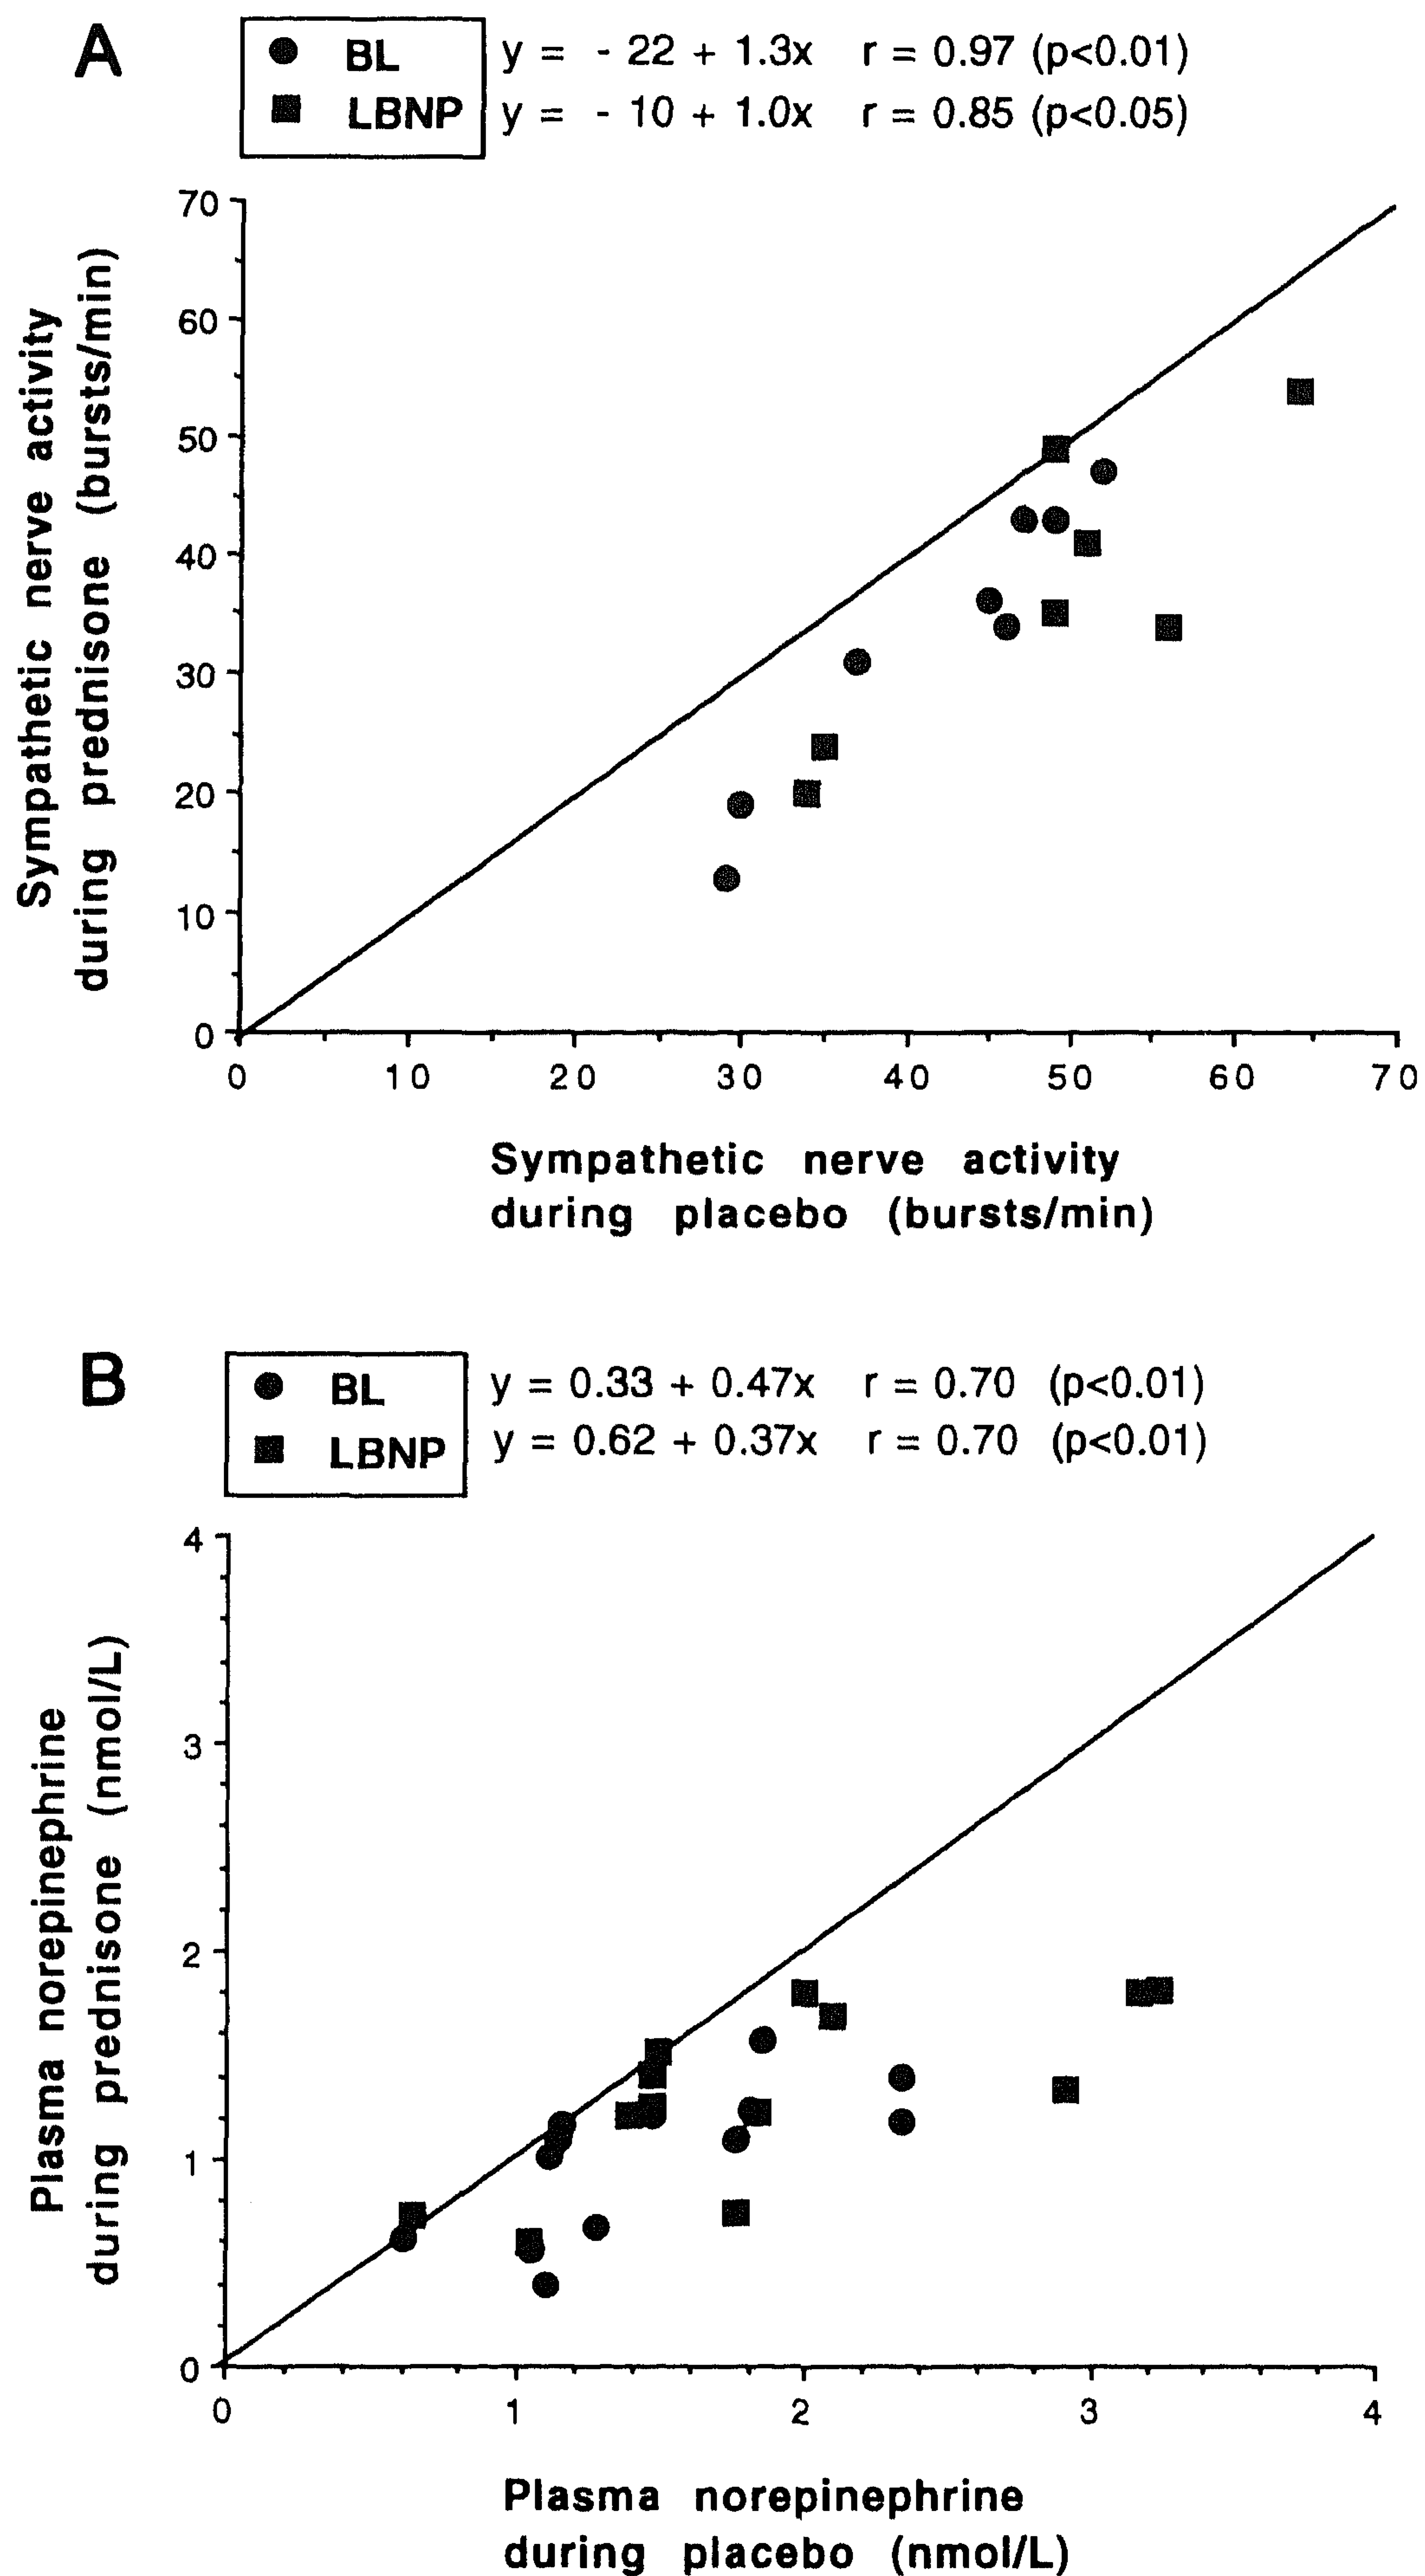 A
BL y = - 22 + 1.3x r = 0.97 (p<0.01)
LBNP y = - 10 + 1.0x r = 0.85 (p<0.05)
70
60
50
40
30
20
10
0
Sympathetic nerve activity
during prednisone (bursts/min)
0 10 20 30 40 50 60 70
Sympathetic nerve activity
during placebo (bursts/min)
B
BL y = 0.33 + 0.47x r = 0.70 (p<0.01)
LBNP y = 0.62 + 0.37x r = 0.70 (p<0.01)
4
3
2
1
0
Plasma norepinephrine
during prednisone (nmol/L)
0 1 2 3 4
Plasma norepinephrine
during placebo (nmol/L)